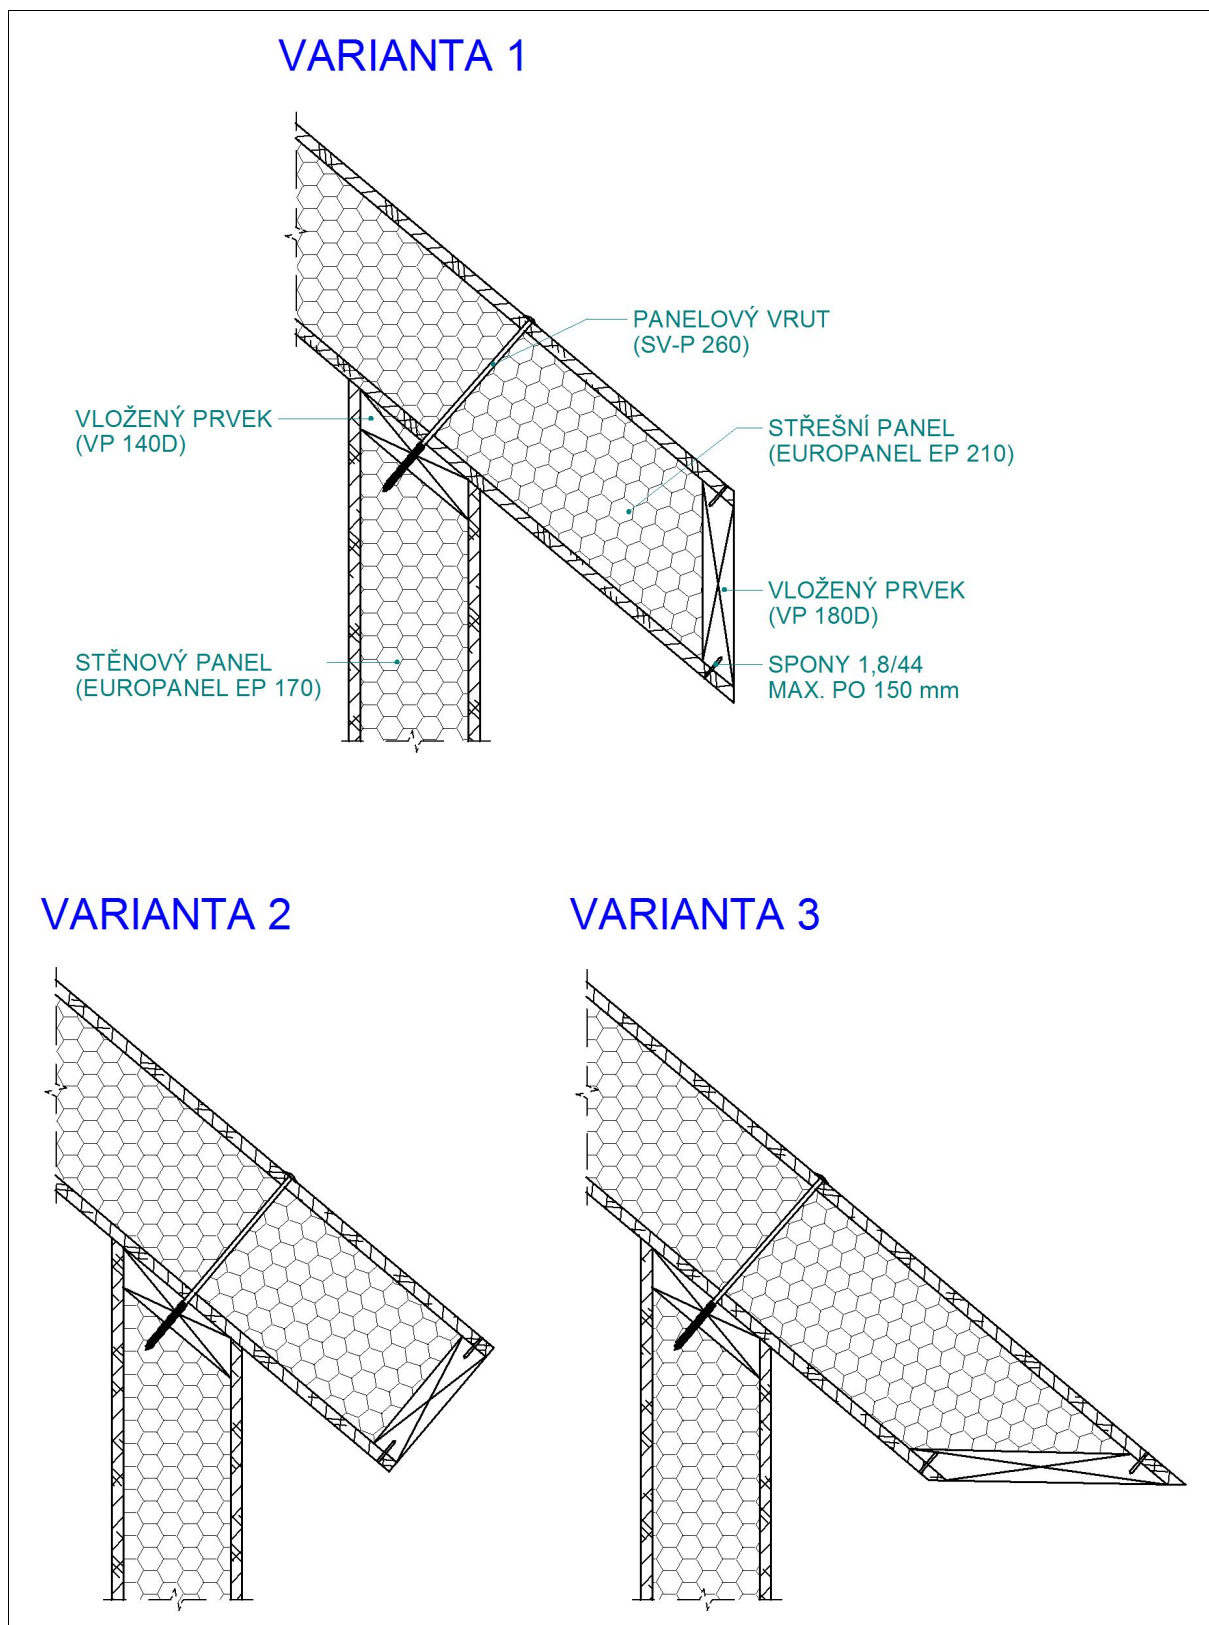 VARIANTA 1
PANELOVÝ VRUT
(SV-P 260)
VLOŽENÝ PRVEK
(VP 140D)
STŘEŠNÍ PANEL
(EUROPANEL EP 210)
VLOŽENÝ PRVEK
(VP 180D)
STĚNOVÝ PANEL
(EUROPANEL EP 170)
SPONY 1,8/44
MAX. PO 150 mm
VARIANTA 2
VARIANTA 3